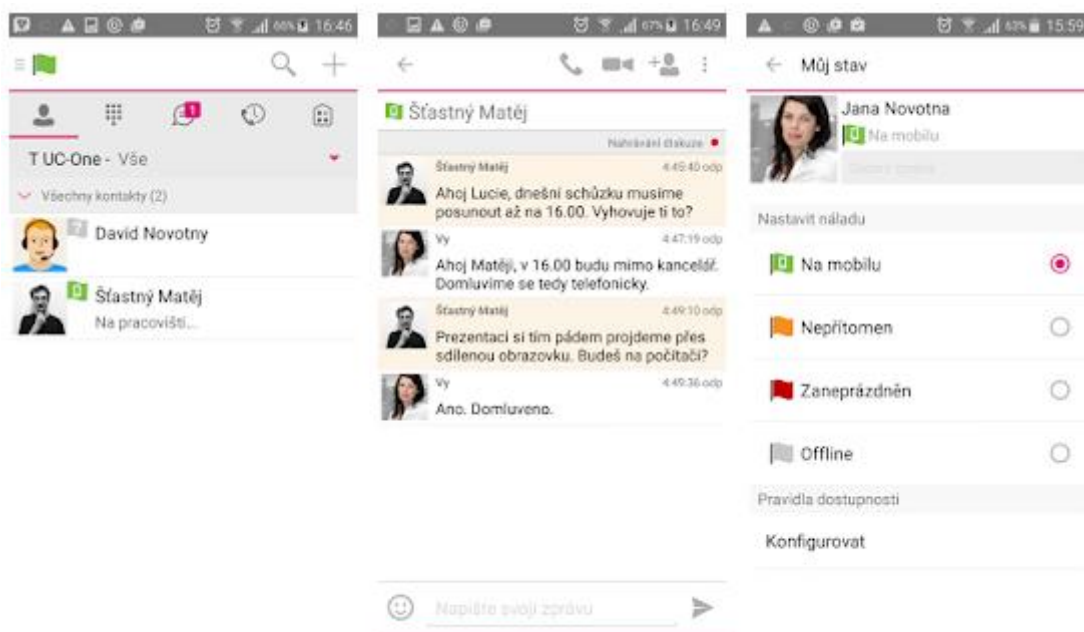 66% 16:46
1
T UC-One - Vše
Všechny kontakty (2)
David Novotny
Šťastný Matěj
Na pracovišti...
67% 16:49
Šťastný Matěj
Nahrávání diskuze
Šťastný Matěj 4:45:40 odp
Ahoj Lucie, dnešní schůzku musíme
posunout až na 16.00. Vyhovuje ti to?
Vy 4:47:19 odp
Ahoj Matěji, v 16.00 budu mimo kancelář.
Domluvíme se tedy telefonicky.
Šťastný Matěj 4:49:10 odp
Prezentaci si tím pádem projdeme přes
sdílenou obrazovku. Budeš na počítači?
Vy 4:49:36 odp
Ano. Domluveno.
Napište svoji zprávu
63% 15:59
Můj stav
Jana Novotna
Na mobilu
Nastavit náladu
Na mobilu
Nepřítomen
Zaneprázdněn
Offline
Pravidla dostupnosti
Konfigurovat